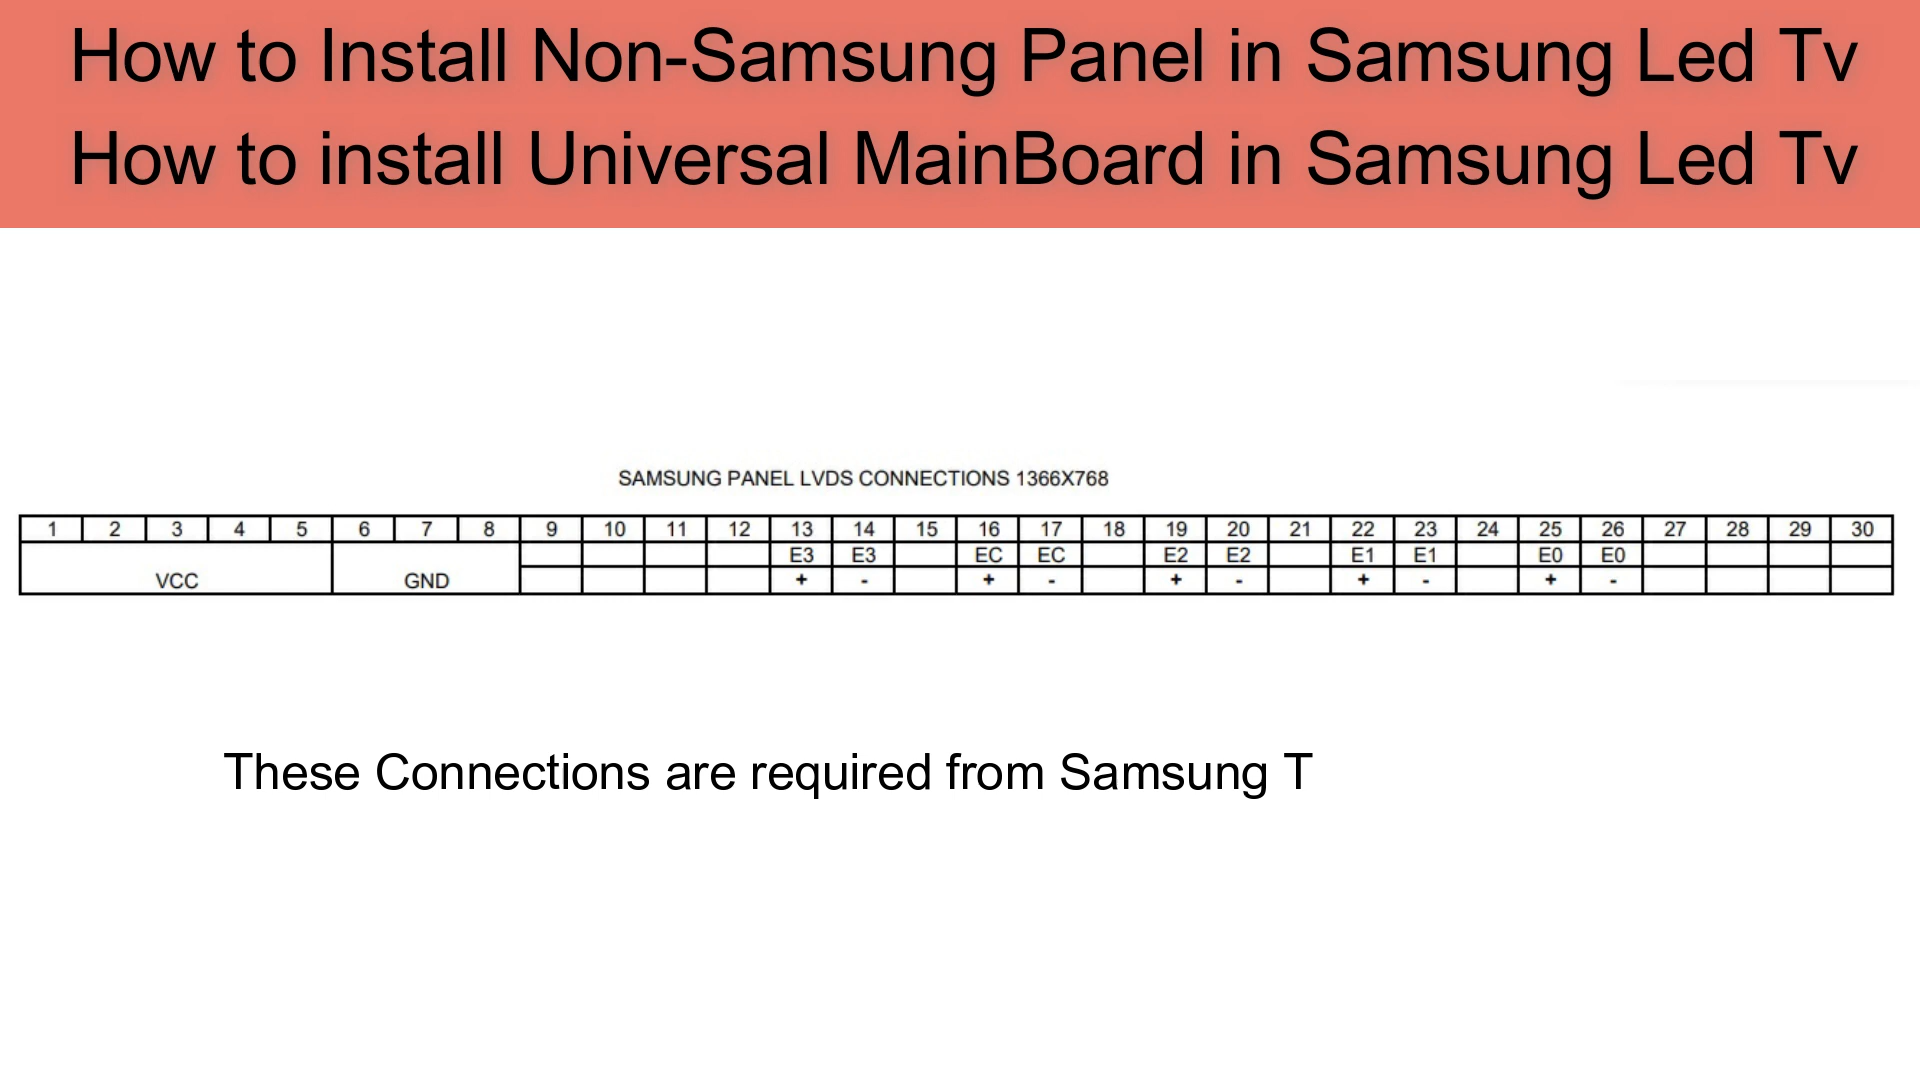 How to Install Non-Samsung Panel in Samsung Led Tv
How to install Universal MainBoard in Samsung Led Tv
SAMSUNG PANEL LVDS CONNECTIONS 1366X768
1 2 3 4 5 6 7 8 9 10 11 12 13 14 15 16 17 18 19 20 21 22 23 24 25 26 27 28 29 30
E3 E3 EC EC E2 E2 E1 E1 E0 E0
VCC GND + - + - + - + - + -
These Connections are required from Samsung T